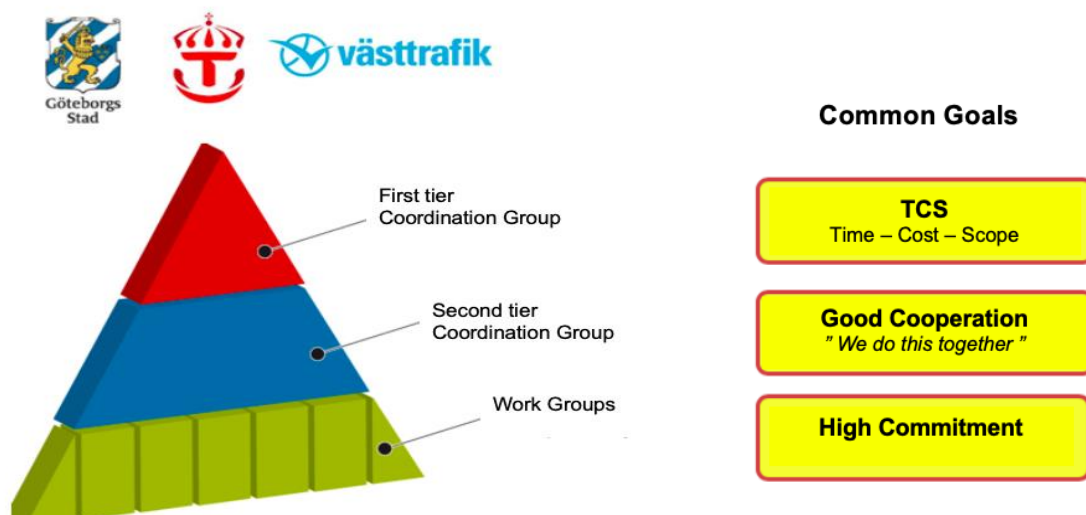 Göteborgs
Stad
västtrafik
Common Goals
First tier
Coordination Group
Second tier
Coordination Group
Work Groups
TCS
Time – Cost – Scope
Good Cooperation
” We do this together ”
High Commitment